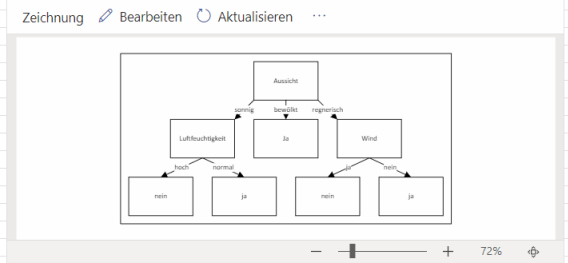 Zeichnung Bearbeiten Aktualisieren ...
Aussicht
sonnig bewölkt regnerisch
Luftfeuchtigkeit Ja Wind
hoch normal ja nein
nein ja nein ja
72%